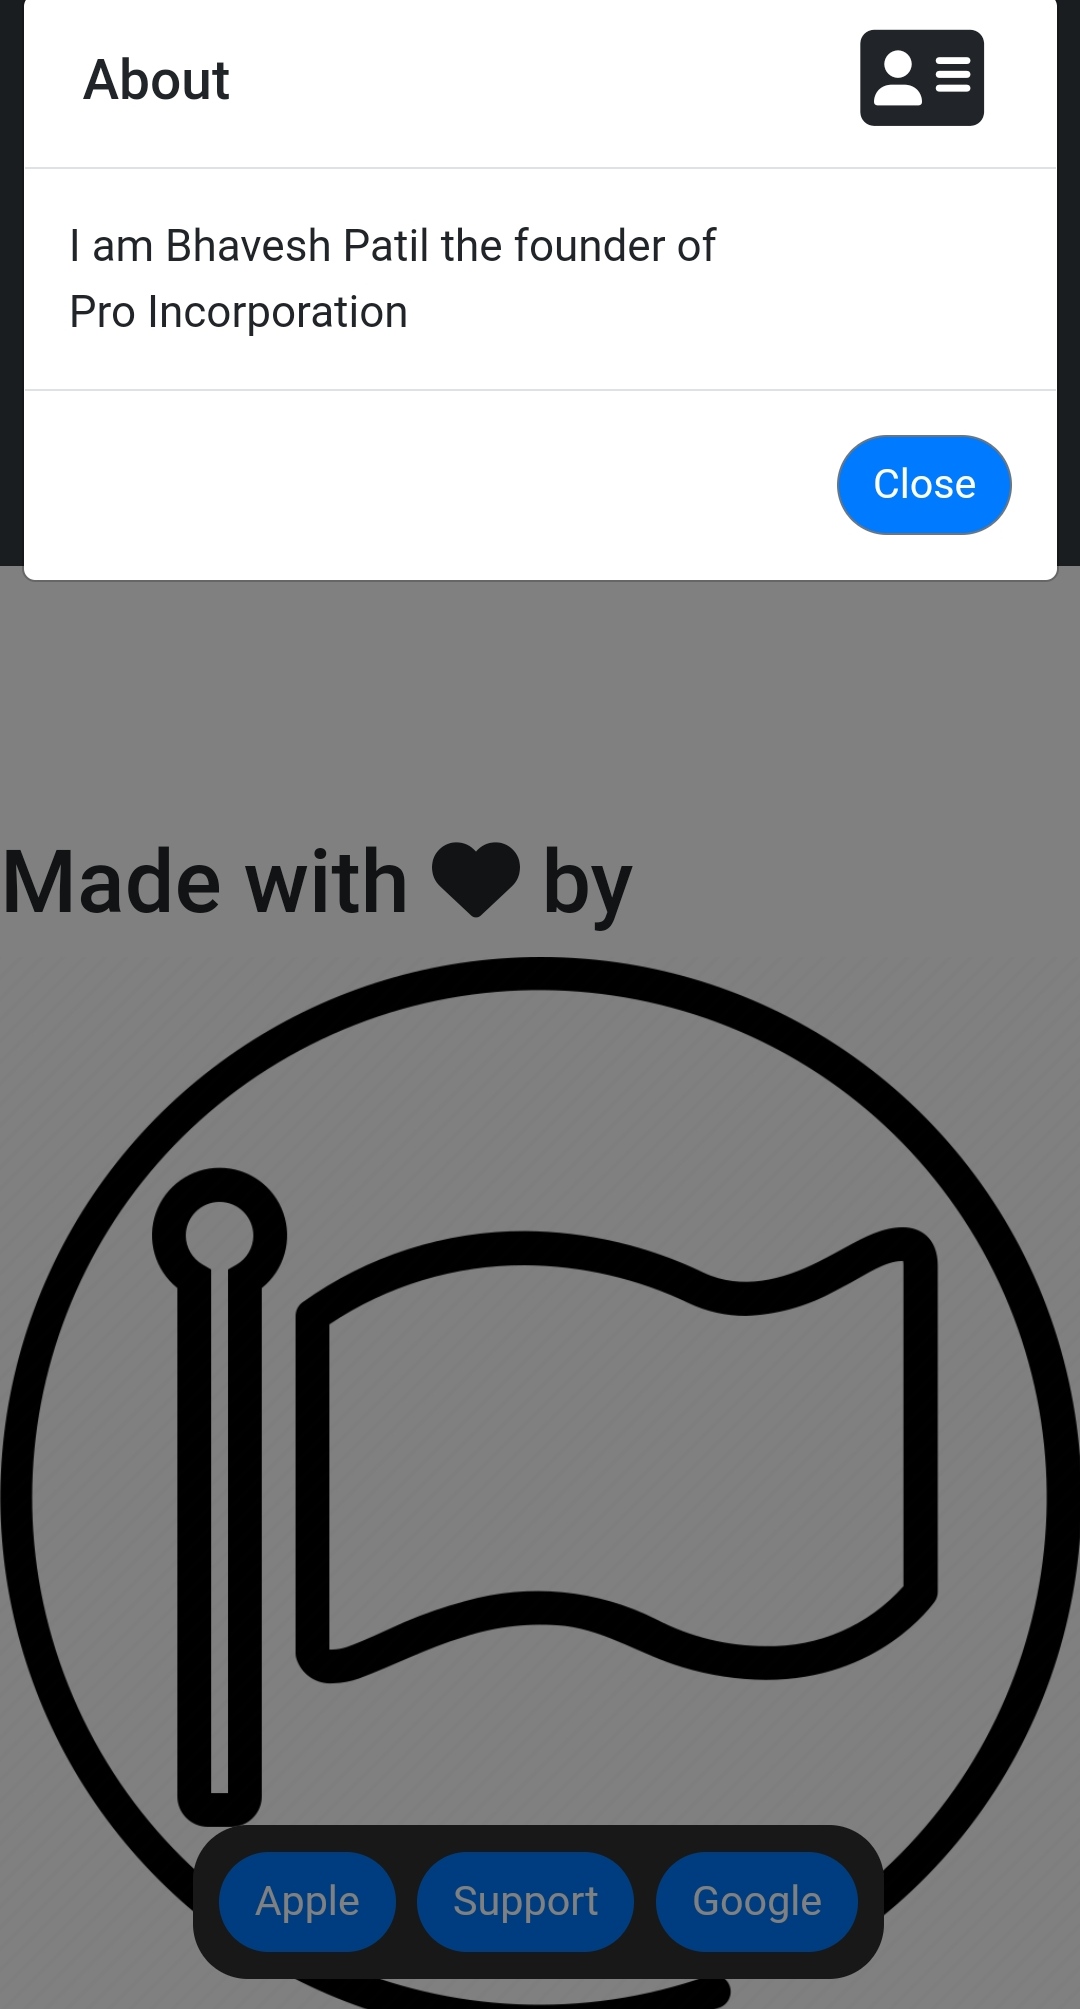 About
I am Bhavesh Patil the founder of
Pro Incorporation
Close
Made with by
Apple Support Google